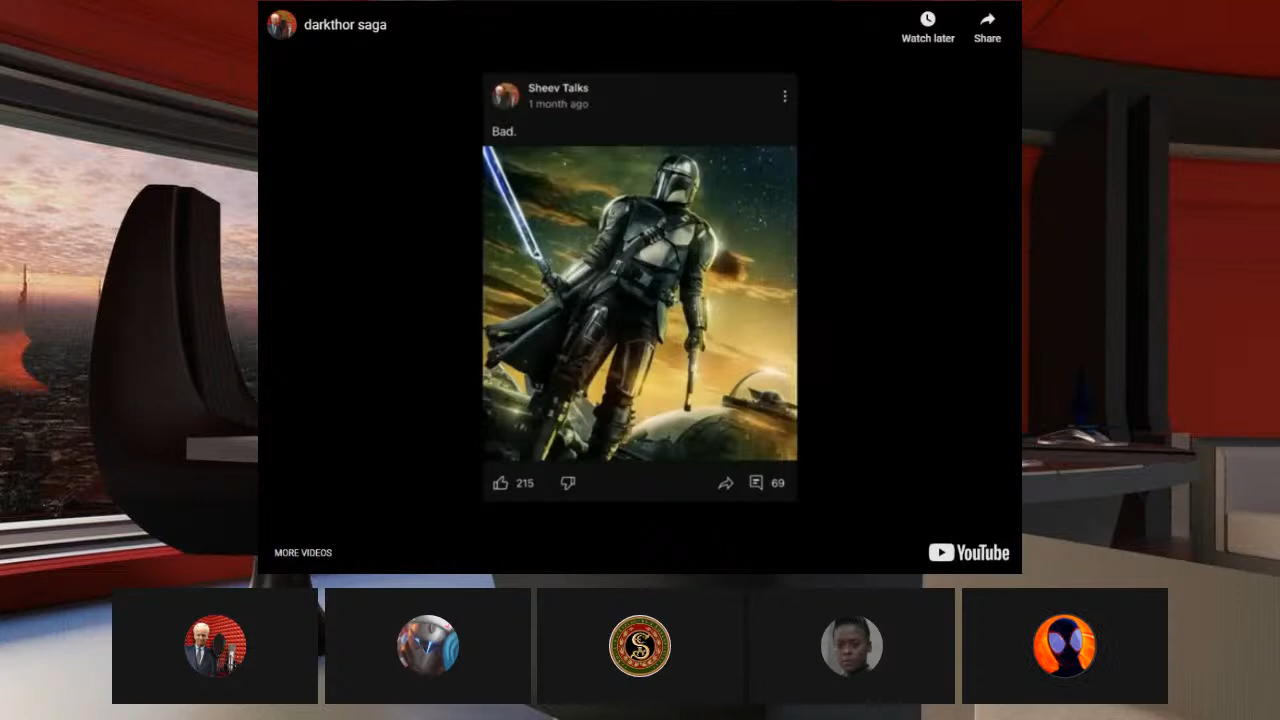 darkthor saga
Watch later
Share
Sheev Talks
1 month ago
Bad.
215
69
MORE VIDEOS
YouTube